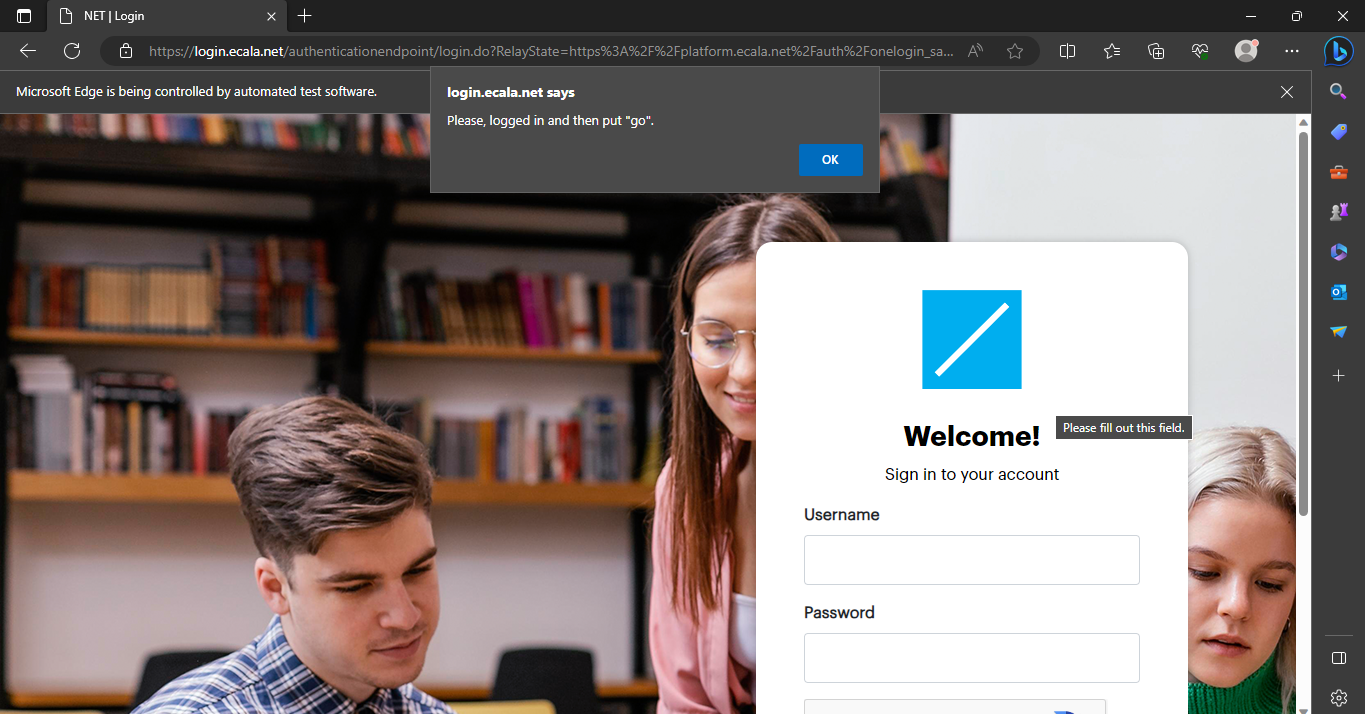 NET | Login
https://login.ecala.net/authenticationendpoint/login.do?RelayState=https%3A%2F%2Fplatform.ecala.net%2Fauth%2Fonelogin_sa...
Microsoft Edge is being controlled by automated test software.
login.ecala.net says
Please, logged in and then put "go".
OK
Welcome!
Please fill out this field.
Sign in to your account
Username
Password